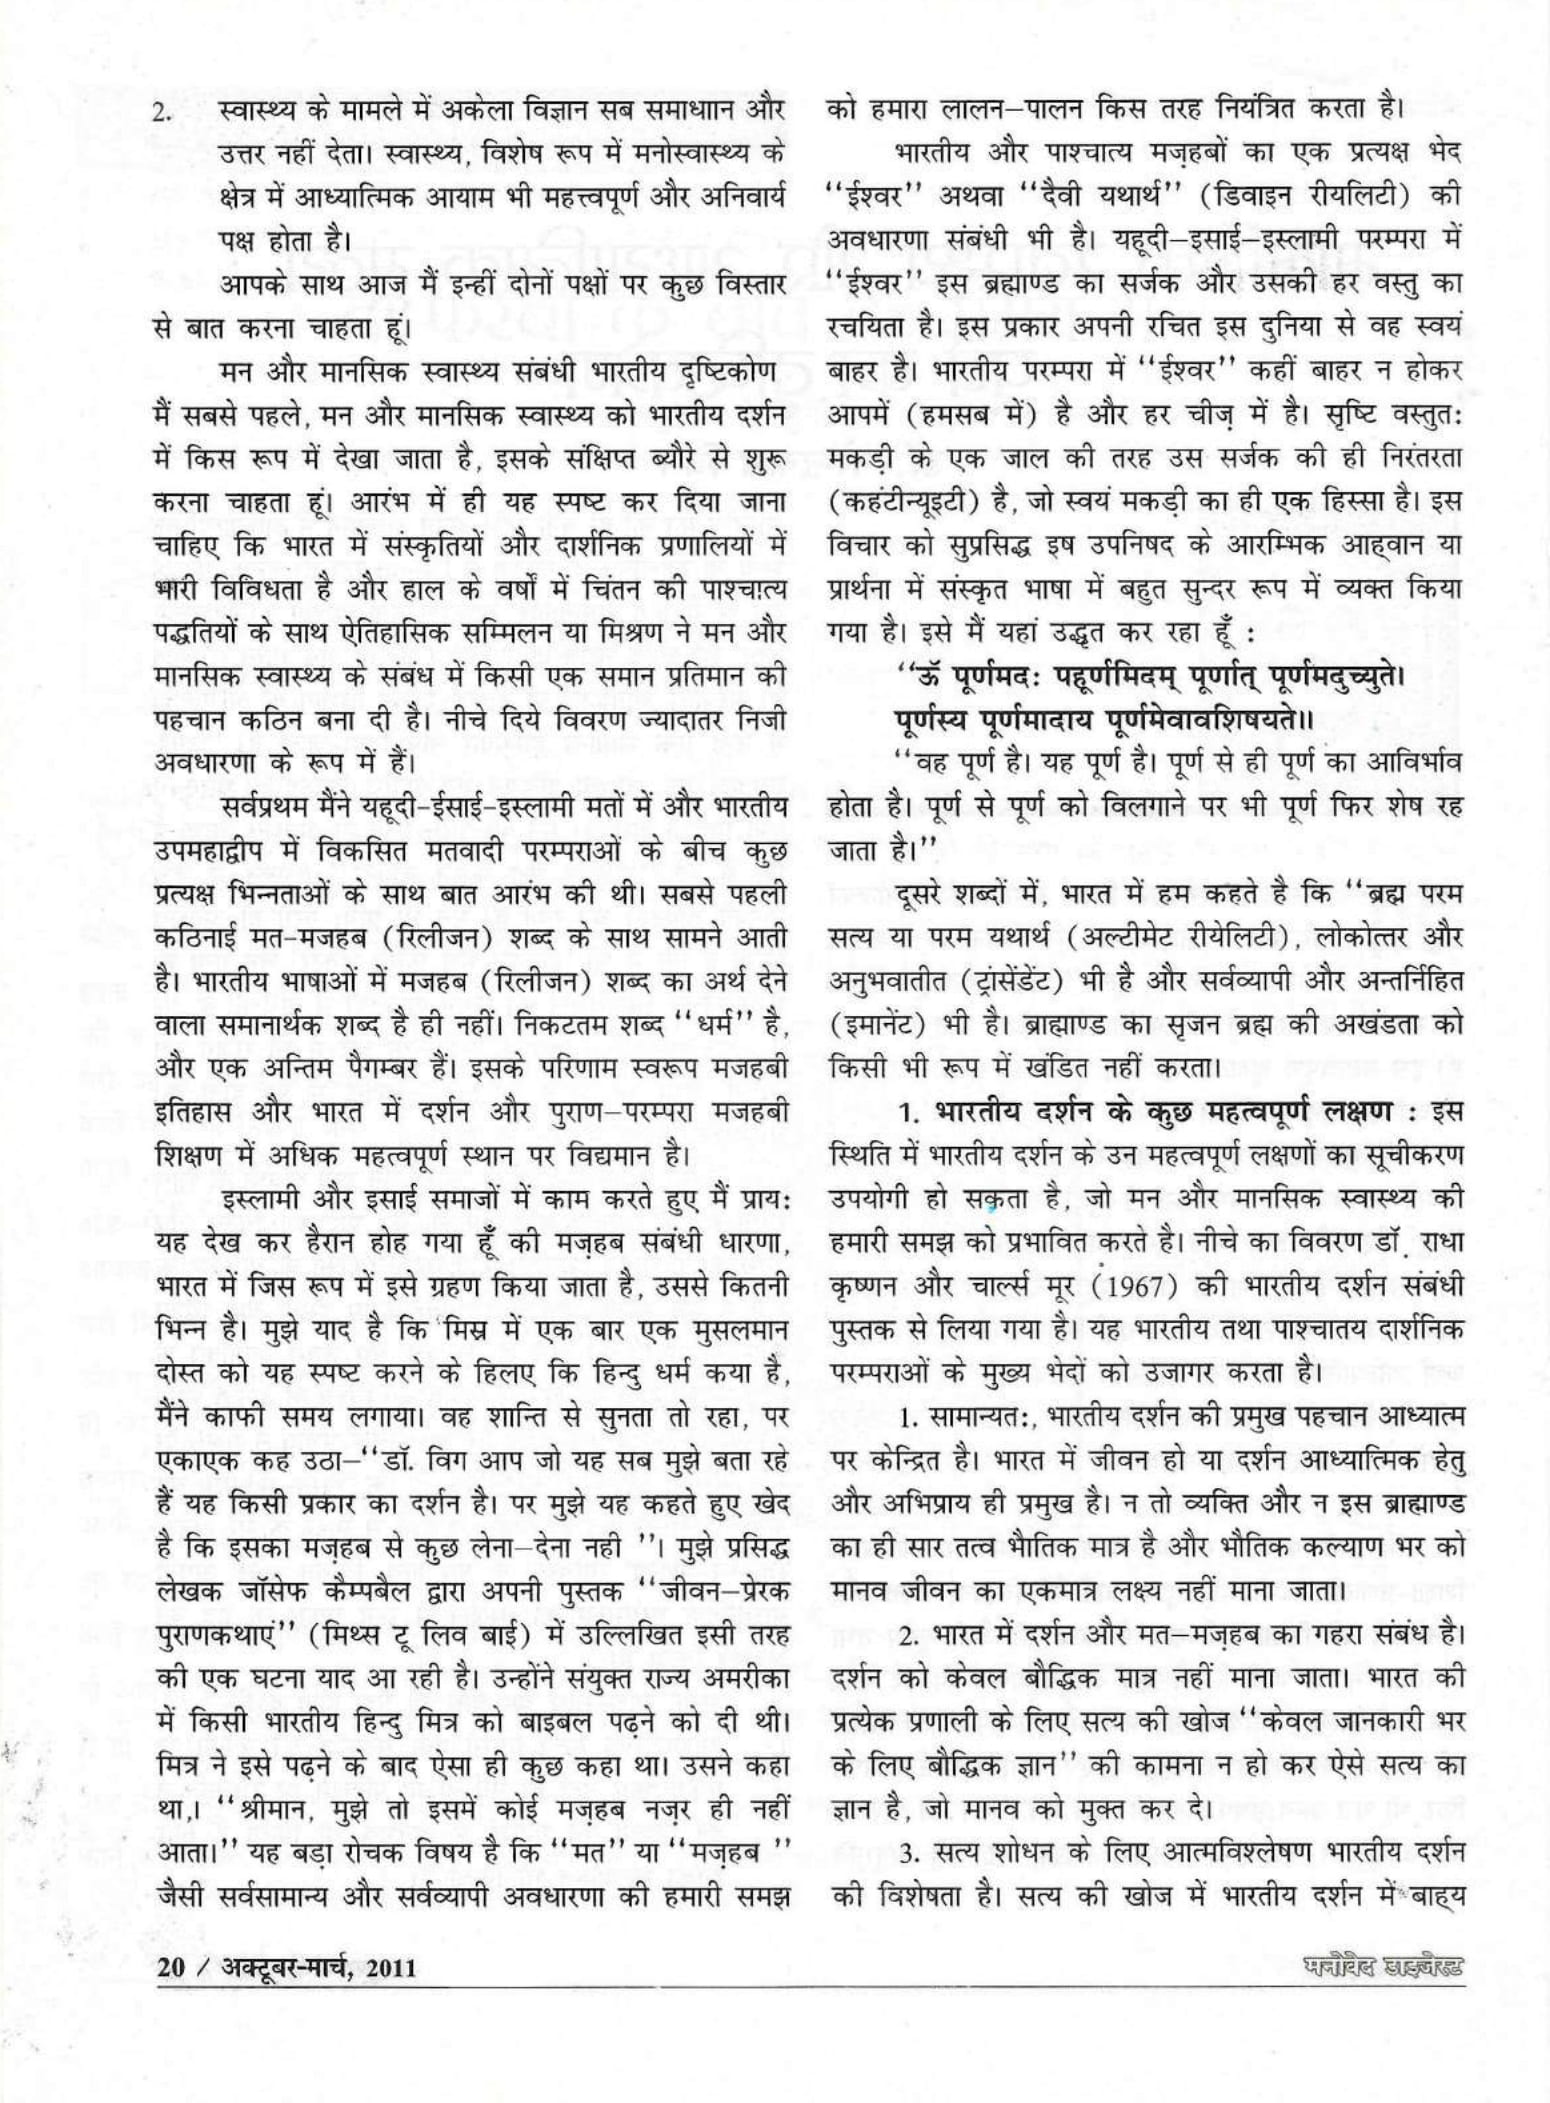 2. स्वास्थ्य के मामले में अकेला विज्ञान सब समाधाान और
उत्तर नहीं देता। स्वास्थ्य, विशेष रूप में मनोस्वास्थ्य के
क्षेत्र में आध्यात्मिक आयाम भी महत्त्वपूर्ण और अनिवार्य
पक्ष होता है।
आपके साथ आज मैं इन्हीं दोनों पक्षों पर कुछ विस्तार
से बात करना चाहता हूं।
मन और मानसिक स्वास्थ्य संबंधी भारतीय दृष्टिकोण
मैं सबसे पहले, मन और मानसिक स्वास्थ्य को भारतीय दर्शन
में किस रूप में देखा जाता है, इसके संक्षिप्त ब्यौरे से शुरू
करना चाहता हूं। आरंभ में ही यह स्पष्ट कर दिया जाना
चाहिए कि भारत में संस्कृतियों और दार्शनिक प्रणालियों में
भारी विविधता है और हाल के वर्षों में चिंतन की पाश्चात्य
पद्धतियों के साथ ऐतिहासिक सम्मिलन या मिश्रण ने मन और
मानसिक स्वास्थ्य के संबंध में किसी एक समान प्रतिमान की
पहचान कठिन बना दी है। नीचे दिये विवरण ज्यादातर निजी
अवधारणा के रूप में हैं।
सर्वप्रथम मैंने यहूदी-ईसाई-इस्लामी मतों में और भारतीय
उपमहाद्वीप में विकसित मतवादी परम्पराओं के बीच कुछ
प्रत्यक्ष भिन्नताओं के साथ बात आरंभ की थी। सबसे पहली
कठिनाई मत-मजहब (रिलीजन) शब्द के साथ सामने आती
है। भारतीय भाषाओं में मजहब (रिलीजन) शब्द का अर्थ देने
वाला समानार्थक शब्द है ही नहीं। निकटतम शब्द ‘‘धर्म’’ है,
और एक अन्तिम पैगम्बर हैं। इसके परिणाम स्वरूप मजहबी
इतिहास और भारत में दर्शन और पुराण–परम्परा मजहबी
शिक्षण में अधिक महत्वपूर्ण स्थान पर विद्यमान है।
इस्लामी और इसाई समाजों में काम करते हुए मैं प्रायः
यह देख कर हैरान होह गया हूँ की मज़हब संबंधी धारणा,
भारत में जिस रूप में इसे ग्रहण किया जाता है, उससे कितनी
भिन्न है। मुझे याद है कि मिस्र में एक बार एक मुसलमान
दोस्त को यह स्पष्ट करने के हिलए कि हिन्दु धर्म कया है,
मैंने काफी समय लगाया। वह शान्ति से सुनता तो रहा, पर
एकाएक कह उठा–‘‘डॉ. विग आप जो यह सब मुझे बता रहे
हैं यह किसी प्रकार का दर्शन है। पर मुझे यह कहते हुए खेद
है कि इसका मज़हब से कुछ लेना–देना नही ’’। मुझे प्रसिद्ध
लेखक जॉसेफ कैम्पबैल द्वारा अपनी पुस्तक ‘‘जीवन–प्रेरक
पुराणकथाएं’’ (मिथ्स टू लिव बाई) में उल्लिखित इसी तरह
की एक घटना याद आ रही है। उन्होंने संयुक्त राज्य अमरीका
में किसी भारतीय हिन्दु मित्र को बाइबल पढ़ने को दी थी।
मित्र ने इसे पढ़ने के बाद ऐसा ही कुछ कहा था। उसने कहा
था,। ‘‘श्रीमान, मुझे तो इसमें कोई मज़हब नज़र ही नहीं
आता।’’ यह बड़ा रोचक विषय है कि ‘‘मत’’ या ‘‘मज़हब ’’
जैसी सर्वसामान्य और सर्वव्यापी अवधारणा की हमारी समझ
को हमारा लालन–पालन किस तरह नियंत्रित करता है।
भारतीय और पाश्चात्य मज़हबों का एक प्रत्यक्ष भेद
‘‘ईश्वर’’ अथवा ‘‘दैवी यथार्थ’’ (डिवाइन रीयलिटी) की
अवधारणा संबंधी भी है। यहूदी–इसाई–इस्लामी परम्परा में
‘‘ईश्वर’’ इस ब्रह्माण्ड का सर्जक और उसकी हर वस्तु का
रचयिता है। इस प्रकार अपनी रचित इस दुनिया से वह स्वयं
बाहर है। भारतीय परम्परा में ‘‘ईश्वर’’ कहीं बाहर न होकर
आपमें (हमसब में) है और हर चीज़ में है। सृष्टि वस्तुतः
मकड़ी के एक जाल की तरह उस सर्जक की ही निरंतरता
(कहंटीन्यूइटी) है, जो स्वयं मकड़ी का ही एक हिस्सा है। इस
विचार को सुप्रसिद्ध इष उपनिषद के आरम्भिक आह्वान या
प्रार्थना में संस्कृत भाषा में बहुत सुन्दर रूप में व्यक्त किया
गया है। इसे मैं यहां उद्धृत कर रहा हूँ :
‘‘ॐ पूर्णमदः पहूर्णमिदम् पूर्णात् पूर्णमदुच्युते।
पूर्णस्य पूर्णमादाय पूर्णमेवावशिषयते॥
‘‘वह पूर्ण है। यह पूर्ण है। पूर्ण से ही पूर्ण का आविर्भाव
होता है। पूर्ण से पूर्ण को विलगाने पर भी पूर्ण फिर शेष रह
जाता है।’’
दूसरे शब्दों में, भारत में हम कहते है कि ‘‘ब्रह्म परम
सत्य या परम यथार्थ (अल्टीमेट रीयेलिटी), लोकोत्तर और
अनुभवातीत (ट्रांसेंडेंट) भी है और सर्वव्यापी और अन्तर्निहित
(इमानेंट) भी है। ब्राह्माण्ड का सृजन ब्रह्म की अखंडता को
किसी भी रूप में खंडित नहीं करता।
1. भारतीय दर्शन के कुछ महत्वपूर्ण लक्षण : इस
स्थिति में भारतीय दर्शन के उन महत्वपूर्ण लक्षणों का सूचीकरण
उपयोगी हो सकता है, जो मन और मानसिक स्वास्थ्य की
हमारी समझ को प्रभावित करते है। नीचे का विवरण डॉ. राधा
कृष्णन और चार्ल्स मूर (1967) की भारतीय दर्शन संबंधी
पुस्तक से लिया गया है। यह भारतीय तथा पाश्चातय दार्शनिक
परम्पराओं के मुख्य भेदों को उजागर करता है।
1. सामान्यतः, भारतीय दर्शन की प्रमुख पहचान आध्यात्म
पर केन्द्रित है। भारत में जीवन हो या दर्शन आध्यात्मिक हेतु
और अभिप्राय ही प्रमुख है। न तो व्यक्ति और न इस ब्राह्माण्ड
का ही सार तत्व भैातिक मात्र है और भौतिक कल्याण भर को
मानव जीवन का एकमात्र लक्ष्य नहीं माना जाता।
2. भारत में दर्शन और मत–मज़हब का गहरा संबंध है।
दर्शन को केवल बौद्धिक मात्र नहीं माना जाता। भारत की
प्रत्येक प्रणाली के लिए सत्य की खोज ‘‘केवल जानकारी भर
के लिए बौद्धिक ज्ञान’’ की कामना न हो कर ऐसे सत्य का
ज्ञान है, जो मानव को मुक्त कर दे।
3. सत्य शोधन के लिए आत्मविश्लेषण भारतीय दर्शन
की विशेषता है। सत्य की खोज में भारतीय दर्शन में बाह्य
20 / अक्टूबर-मार्च, 2011
मनोवेद डाइजेस्ट